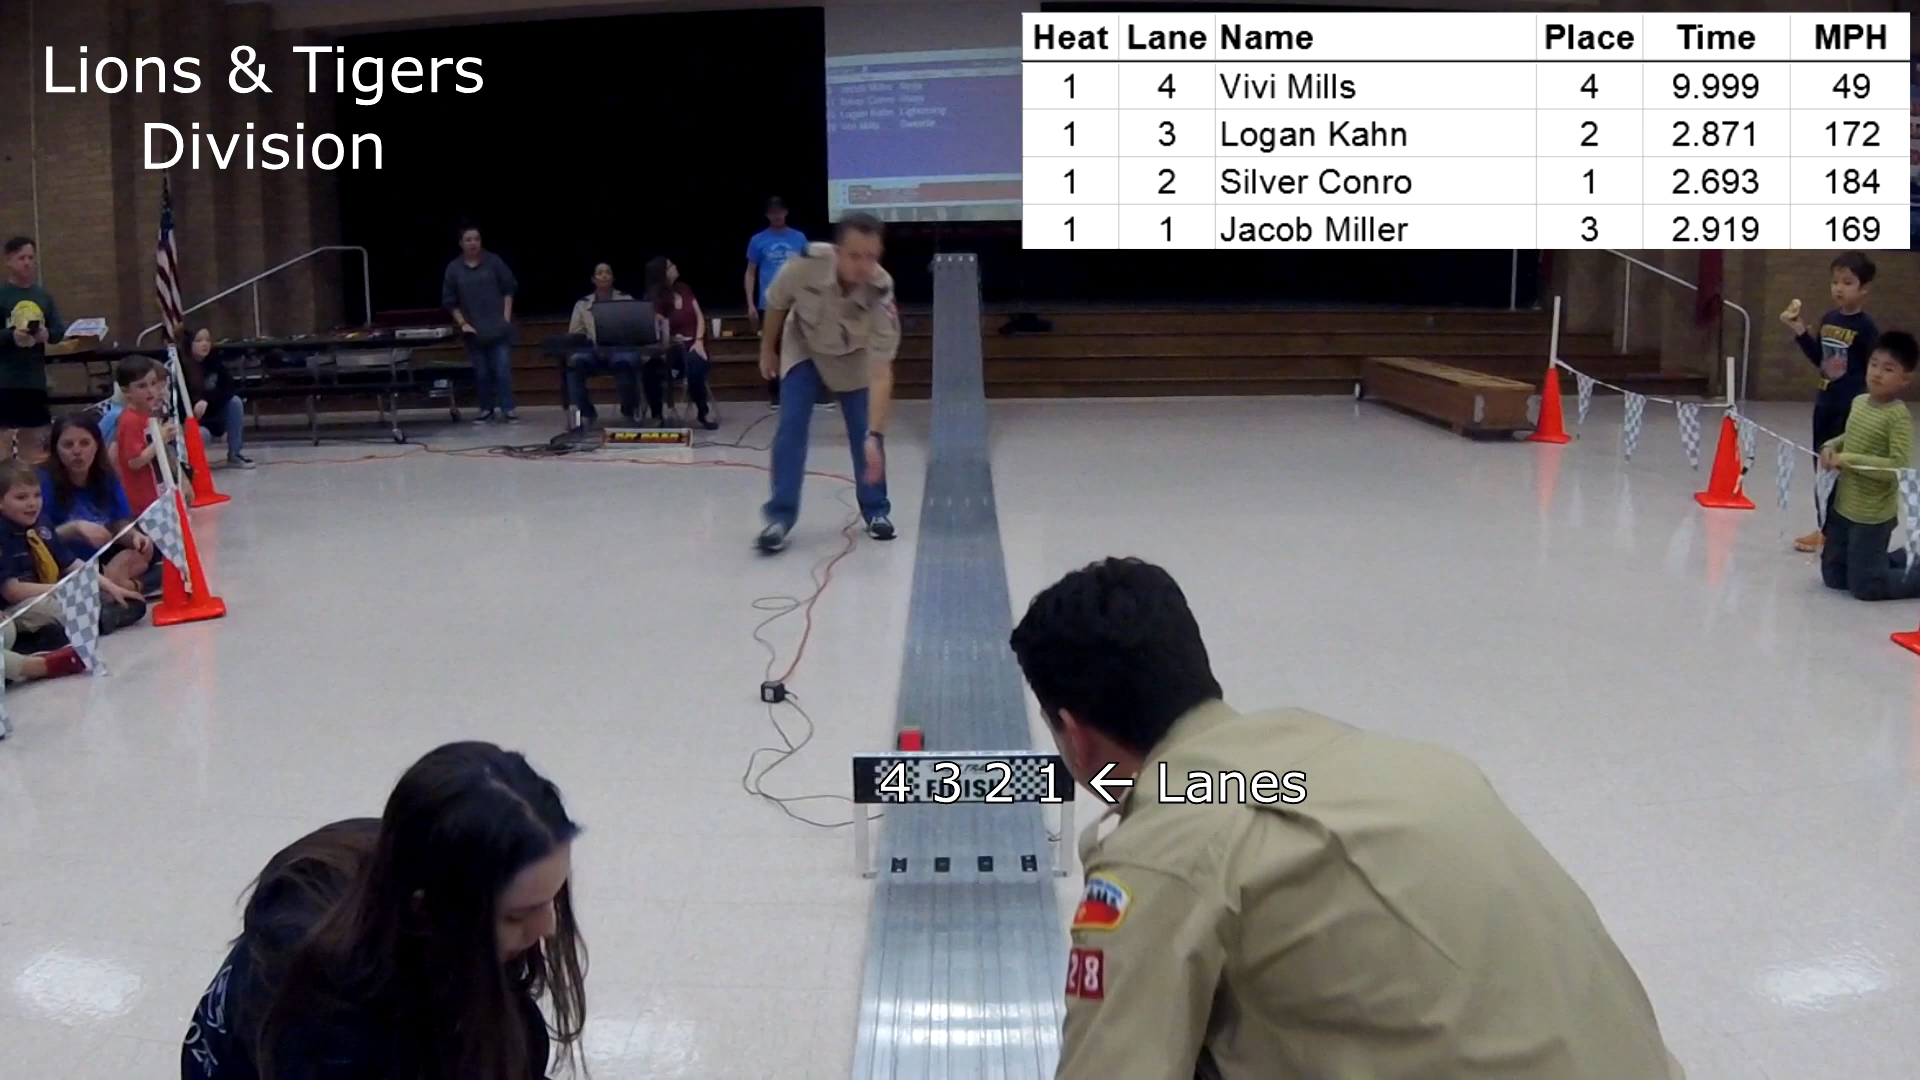 Lions & Tigers
Division
Heat Lane Name Place Time MPH
1 4 Vivi Mills 4 9.999 49
1 3 Logan Kahn 2 2.871 172
1 2 Silver Conro 1 2.693 184
1 1 Jacob Miller 3 2.919 169
4 3 2 1 ← Lanes
28